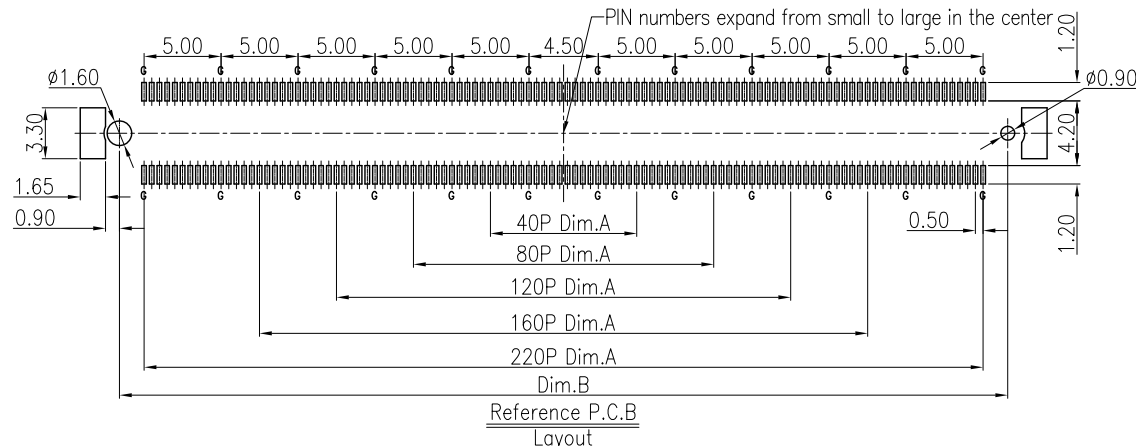 PIN numbers expand from small to large in the center
5.00 5.00 5.00 5.00 5.00 4.50 5.00 5.00 5.00 5.00 5.00
1.20
G G G G G G G G G G G G
ø1.60
ø0.90
3.30
4.20
1.65
G G G G G G G G G G G G
0.90
40P Dim.A
0.50
1.20
80P Dim.A
120P Dim.A
160P Dim.A
220P Dim.A
Dim.B
Reference P.C.B
Layout